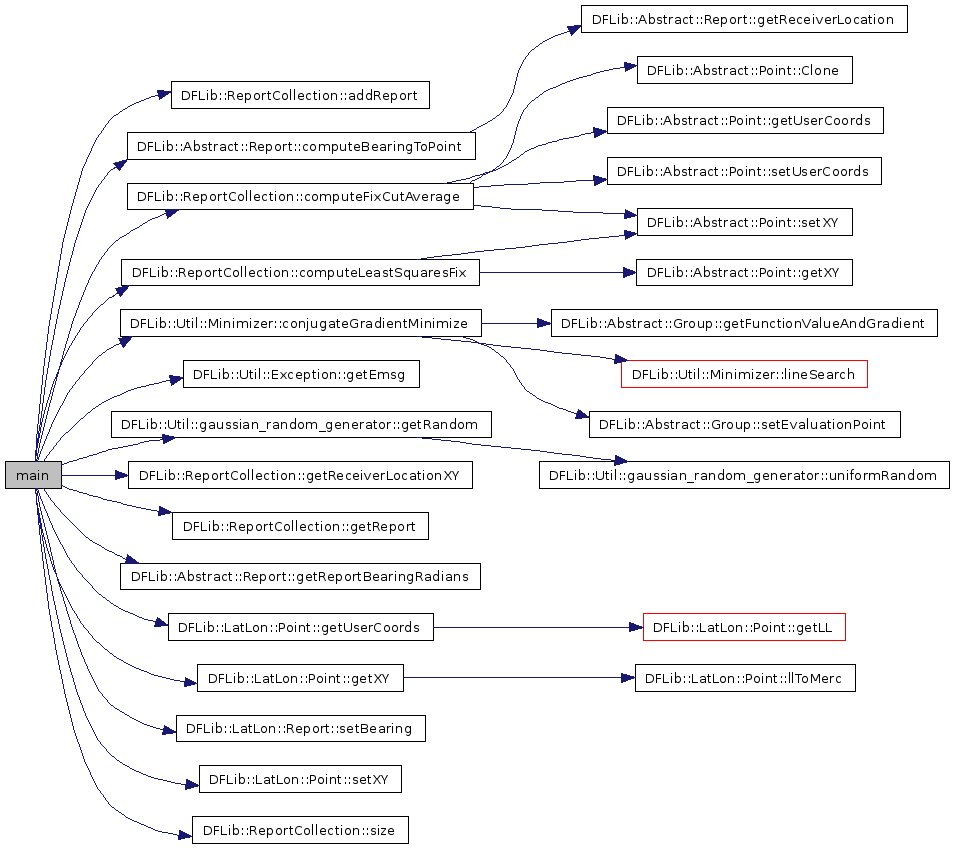 DFLib::Abstract::Report::getReceiverLocation
DFLib::Abstract::Point::Clone
DFLib::ReportCollection::addReport
DFLib::Abstract::Point::getUserCoords
DFLib::Abstract::Report::computeBearingToPoint
DFLib::Abstract::Point::setUserCoords
DFLib::ReportCollection::computeFixCutAverage
DFLib::Abstract::Point::setXY
DFLib::ReportCollection::computeLeastSquaresFix
DFLib::Abstract::Point::getXY
DFLib::Util::Minimizer::conjugateGradientMinimize
DFLib::Abstract::Group::getFunctionValueAndGradient
DFLib::Util::Exception::getEmsg
DFLib::Util::Minimizer::lineSearch
DFLib::Util::gaussian_random_generator::getRandom
DFLib::Abstract::Group::setEvaluationPoint
main
DFLib::ReportCollection::getReceiverLocationXY
DFLib::Util::gaussian_random_generator::uniformRandom
DFLib::ReportCollection::getReport
DFLib::Abstract::Report::getReportBearingRadians
DFLib::LatLon::Point::getUserCoords
DFLib::LatLon::Point::getLL
DFLib::LatLon::Point::getXY
DFLib::LatLon::Point::llToMerc
DFLib::LatLon::Report::setBearing
DFLib::LatLon::Point::setXY
DFLib::ReportCollection::size